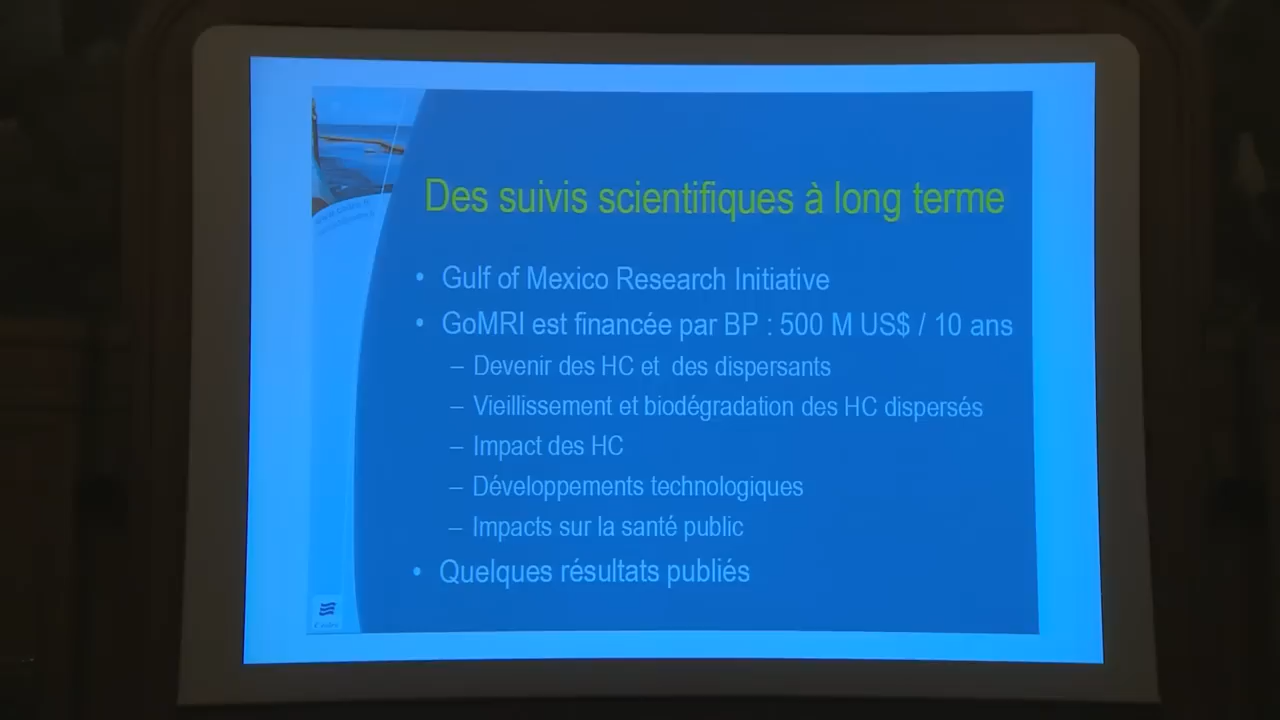 Des suivis scientifiques à long terme
• Gulf of Mexico Research Initiative
• GoMRI est financée par BP : 500 M US$ / 10 ans
– Devenir des HC et des dispersants
– Vieillissement et biodégradation des HC dispersés
– Impact des HC
– Développements technologiques
– Impacts sur la santé public
• Quelques résultats publiés